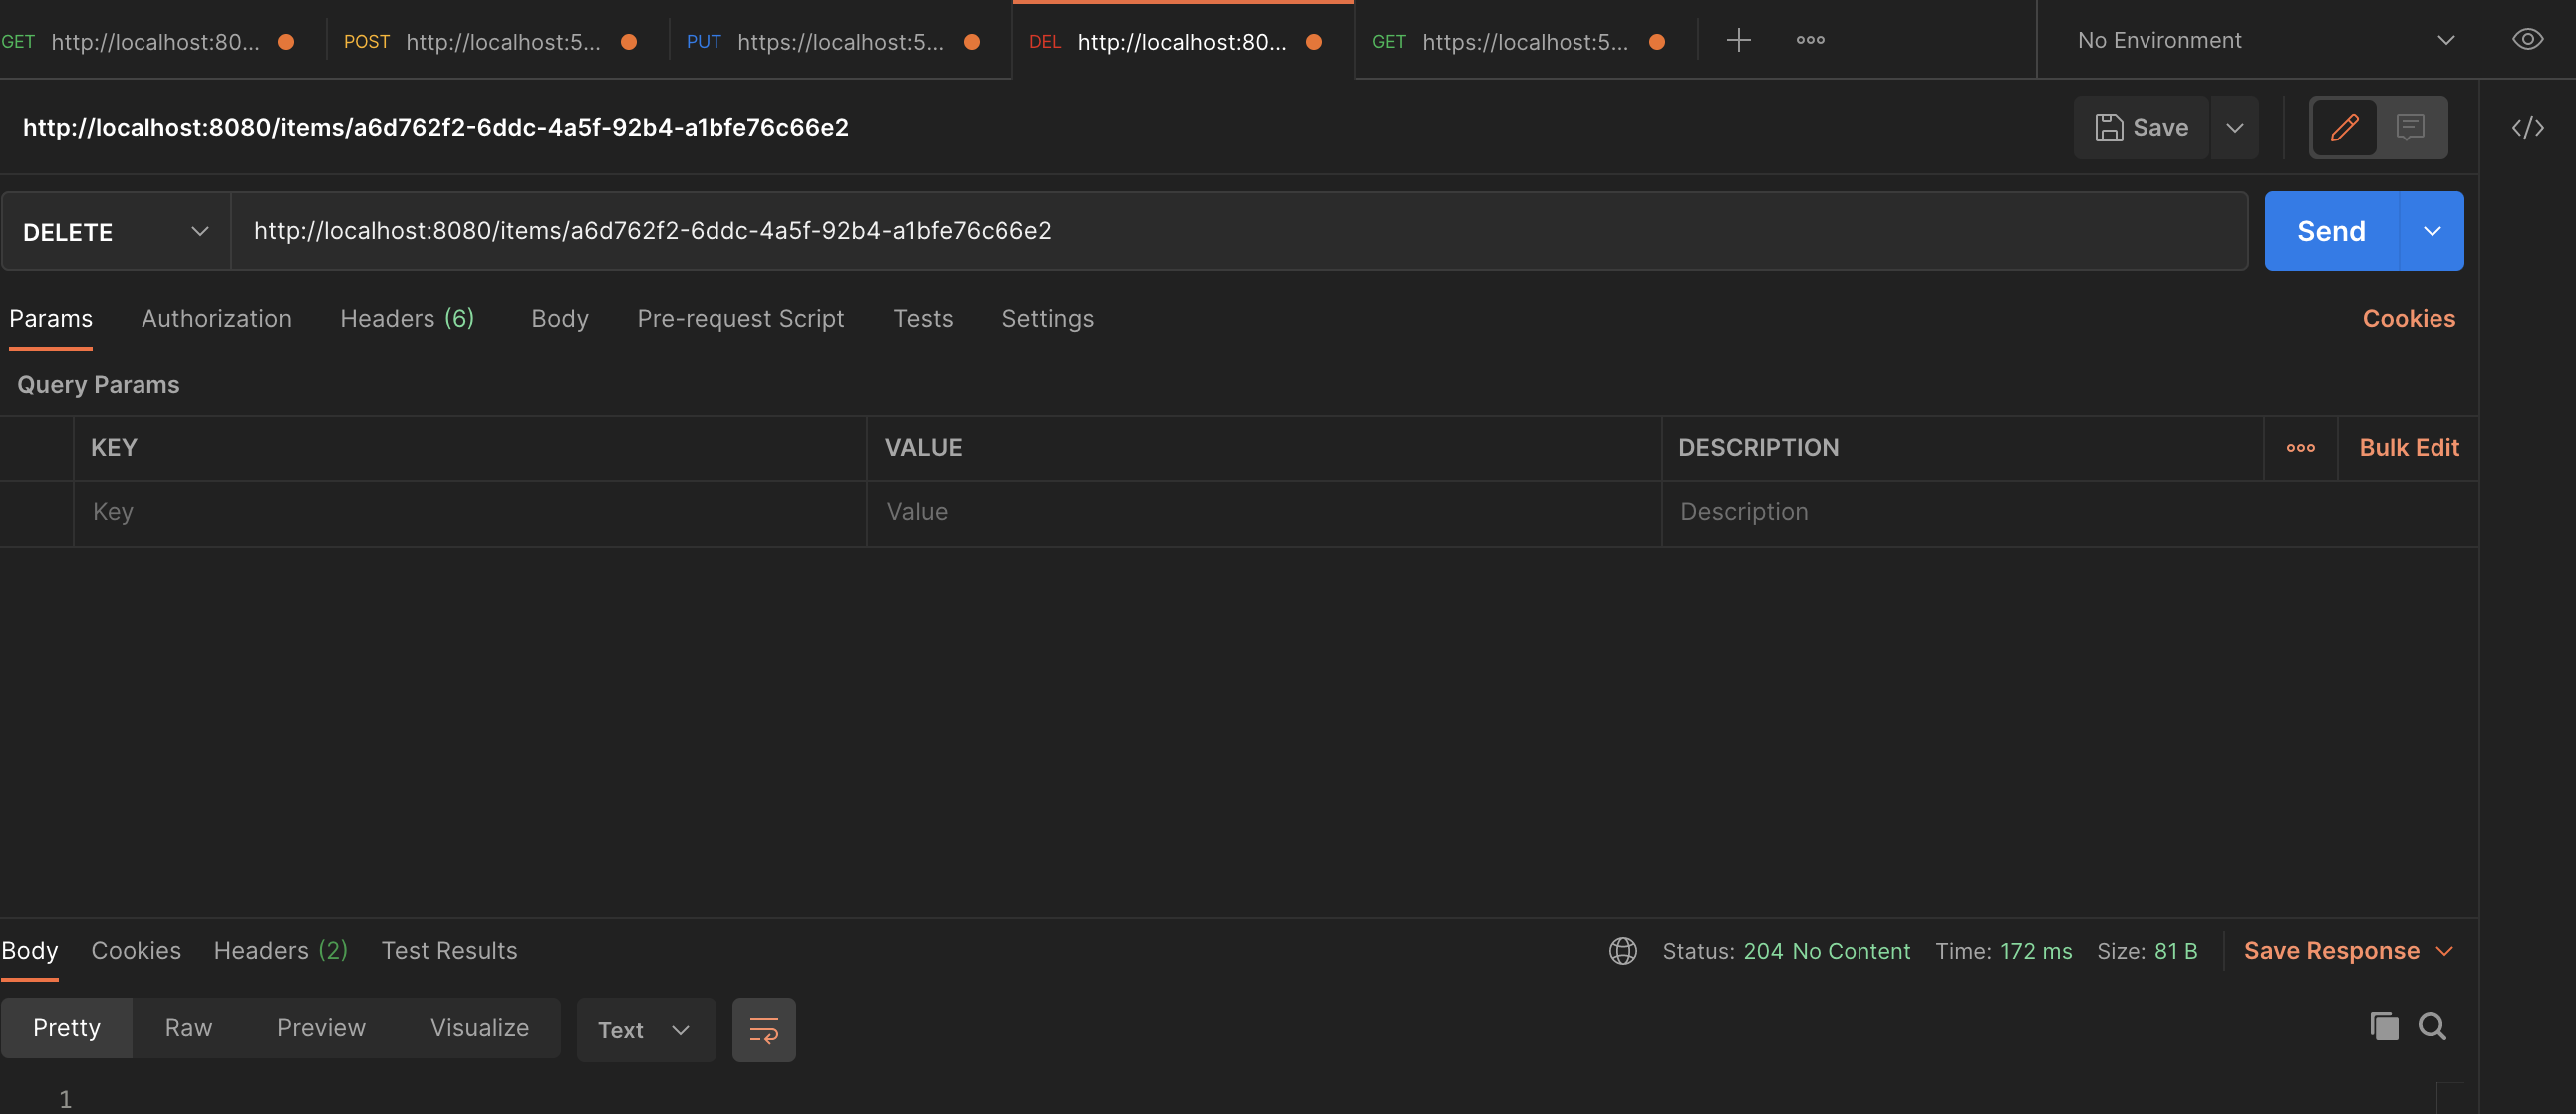 GET http://localhost:80... POST http://localhost:5... PUT https://localhost:5... DEL http://localhost:80... GET https://localhost:5... No Environment
http://localhost:8080/items/a6d762f2-6ddc-4a5f-92b4-a1bfe76c66e2 Save
DELETE http://localhost:8080/items/a6d762f2-6ddc-4a5f-92b4-a1bfe76c66e2 Send
Params Authorization Headers (6) Body Pre-request Script Tests Settings Cookies
Query Params
KEY VALUE DESCRIPTION Bulk Edit
Key Value Description
Body Cookies Headers (2) Test Results Status: 204 No Content Time: 172 ms Size: 81 B Save Response
Pretty Raw Preview Visualize Text
1